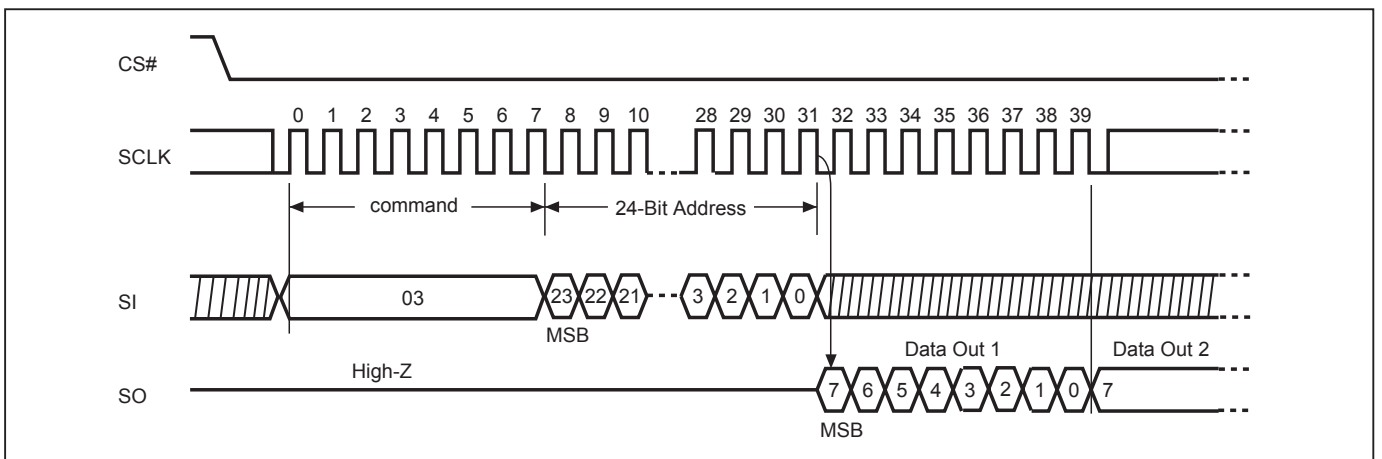 CS#
0 1 2 3 4 5 6 7 8 9 10 28 29 30 31 32 33 34 35 36 37 38 39
SCLK
command 24-Bit Address
SI 03 23 22 21 3 2 1 0
MSB
Data Out 1 Data Out 2
High-Z
SO 7 6 5 4 3 2 1 0 7
MSB